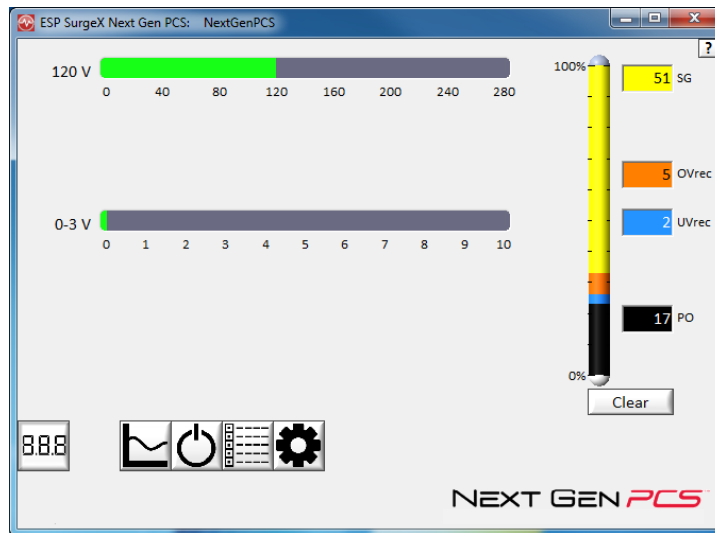 ESP SurgeX Next Gen PCS: NextGenPCS
?
120 V
0 40 80 120 160 200 240 280
0-3 V
0 1 2 3 4 5 6 7 8 9 10
100%
51 SG
5 OVrec
2 UVrec
17 PO
0%
Clear
8.8.8
NEXT GEN PCS